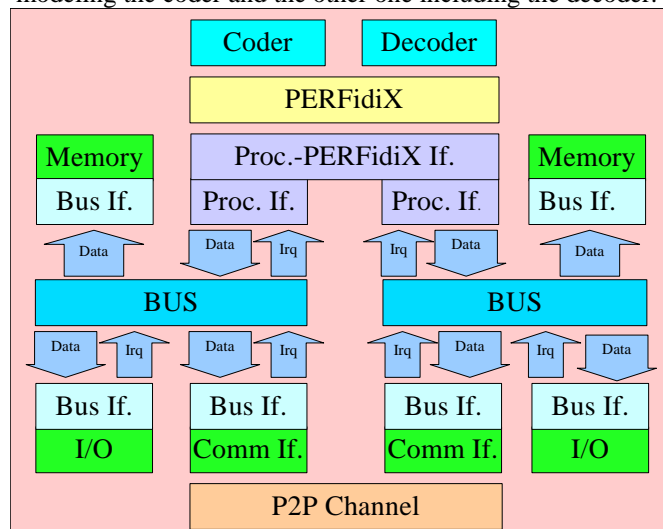 modeling the coder and the other one including the decoder.
Coder Decoder
PERFidiX
Memory Proc.-PERFidiX If. Memory
Bus If. Proc. If. Proc. If. Bus If.
Data Data Irq Irq Data Data
BUS BUS
Data Irq Data Irq Irq Data Irq Data
Bus If. Bus If. Bus If. Bus If.
I/O Comm If. Comm If. I/O
P2P Channel